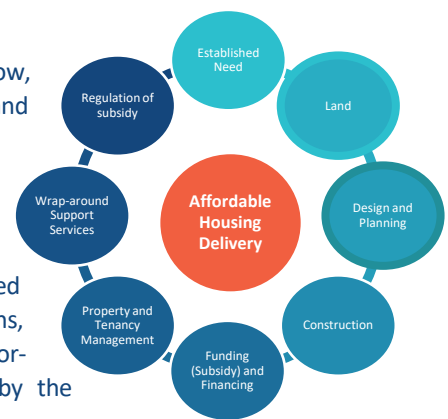 ow,
and
ed
ns,
or-
by the
Established
Need
Land
Design and
Planning
Construction
Funding
(Subsidy) and
Financing
Property and
Tenancy
Management
Wrap-around
Support
Services
Regulation of
subsidy
Affordable
Housing
Delivery